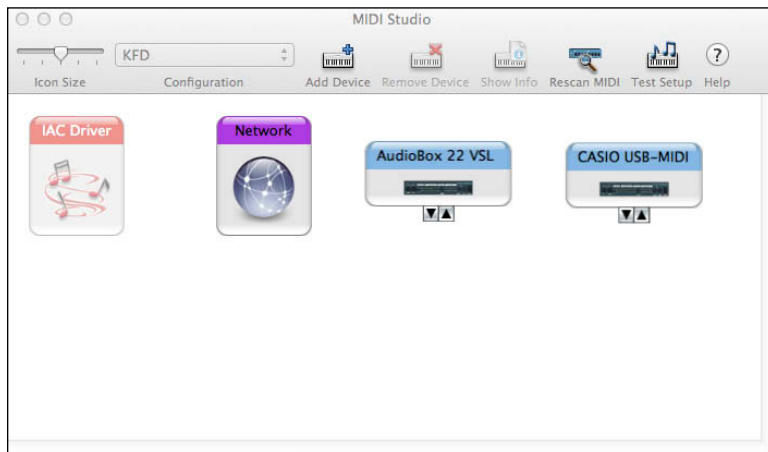 MIDI Studio
KFD
Icon Size Configuration Add Device Remove Device Show Info Rescan MIDI Test Setup ? Help
IAC Driver Network
AudioBox 22 VSL CASIO USB-MIDI